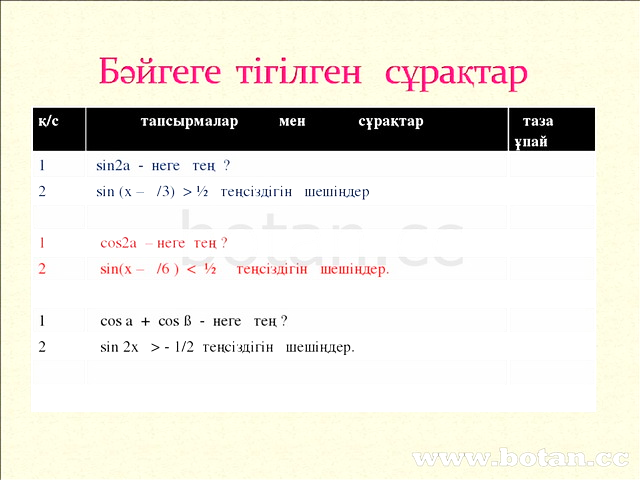 Бәйгеге тігілген сұрақтар
қ/с тапсырмалар мен сұрақтар таза ұпай
1 sin2a - неге тең ?
2 sin (x – /3) > ½ теңсіздігін шешіңдер
botan.cc
1 cos2a – неге тең ?
2 sin(x – /6 ) < ½ теңсіздігін шешіңдер.
1 cos a + cos ß - неге тең ?
2 sin 2x > - 1/2 теңсіздігін шешіңдер.
www.botan.cc